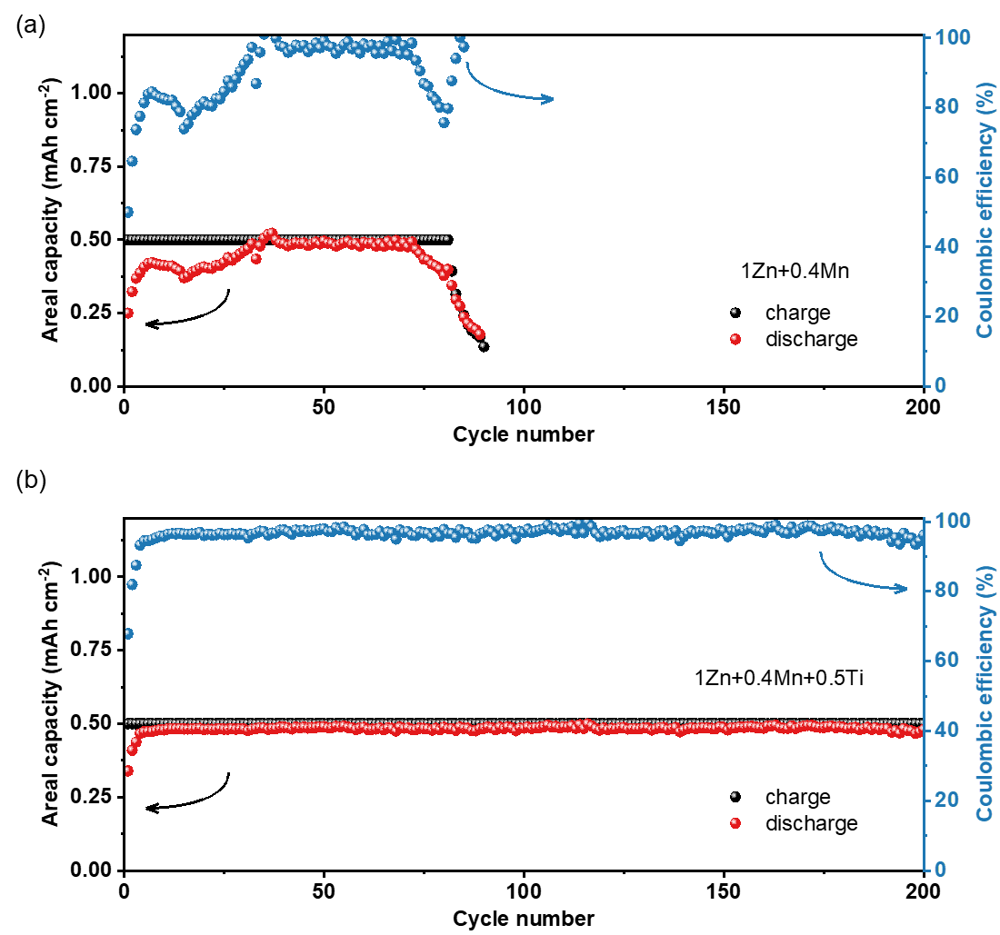 (a)
100
1.00
80
0.75
60
0.50
40
0.25
20
0.00
0
Areal capacity (mAh cm-2)
Coulombic efficiency (%)
1Zn+0.4Mn
charge
discharge
0 50 100 150 200
Cycle number
(b)
100
1.00
80
0.75
60
0.50
40
0.25
20
0.00
0
Areal capacity (mAh cm-2)
Coulombic efficiency (%)
1Zn+0.4Mn+0.5Ti
charge
discharge
0 50 100 150 200
Cycle number